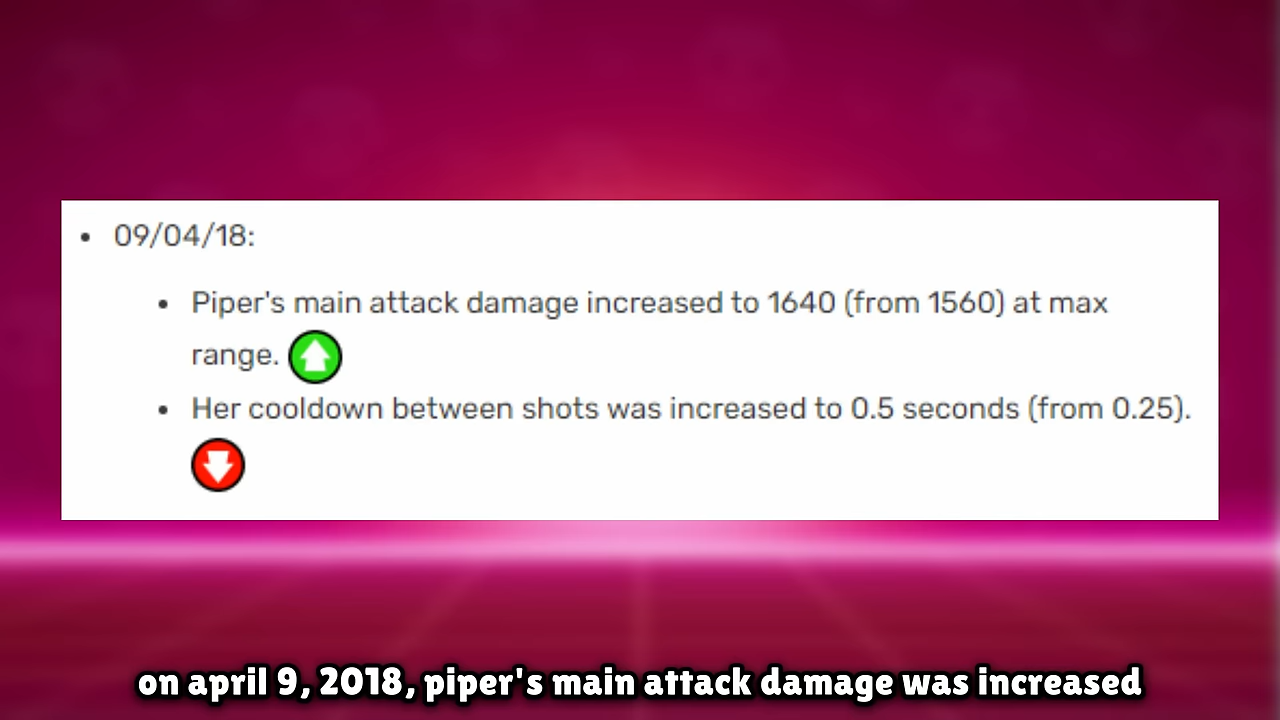 09/04/18:
Piper's main attack damage increased to 1640 (from 1560) at max
range.
Her cooldown between shots was increased to 0.5 seconds (from 0.25).
on april 9, 2018, piper's main attack damage was increased